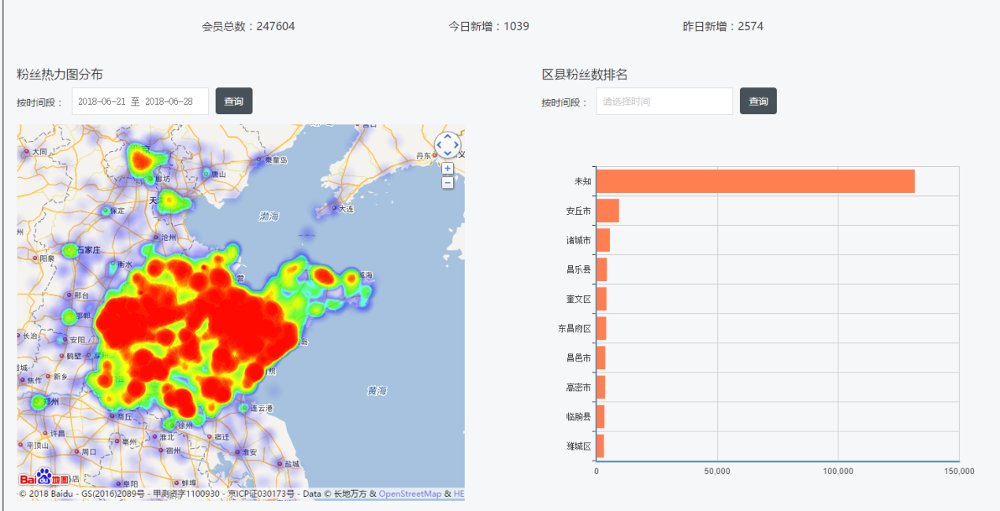 会员总数：247604
今日新增：1039
昨日新增：2574
粉丝热力图分布
按时间段：
2018-06-21 至 2018-06-28
查询
区县粉丝数排名
按时间段：
请选择时间
查询
大同
京
秦皇岛
丹东
义
廊坊
唐山
天
保定
大连
渤海
州
沧州
石家庄
阳泉
衡水
营
威海
邢台
邯郸
长治
安阳
岛
鹤壁
濮阳
晋城
焦作
新乡
照
黄海
郑州
连云港
商丘
徐州
许昌
淮北
宿迁
平顶山
亳州
周口
宿州
淮安
盐城
Bai du 地图
马店
阜阳
蚌埠
© 2018 Baidu - GS(2016)2089号 - 甲测资字1100930 - 京ICP证030173号 - Data © 长地万方 & OpenStreetMap & HE
未知
安丘市
诸城市
昌乐县
奎文区
东昌府区
昌邑市
高密市
临朐县
潍城区
0
50,000
100,000
150,000